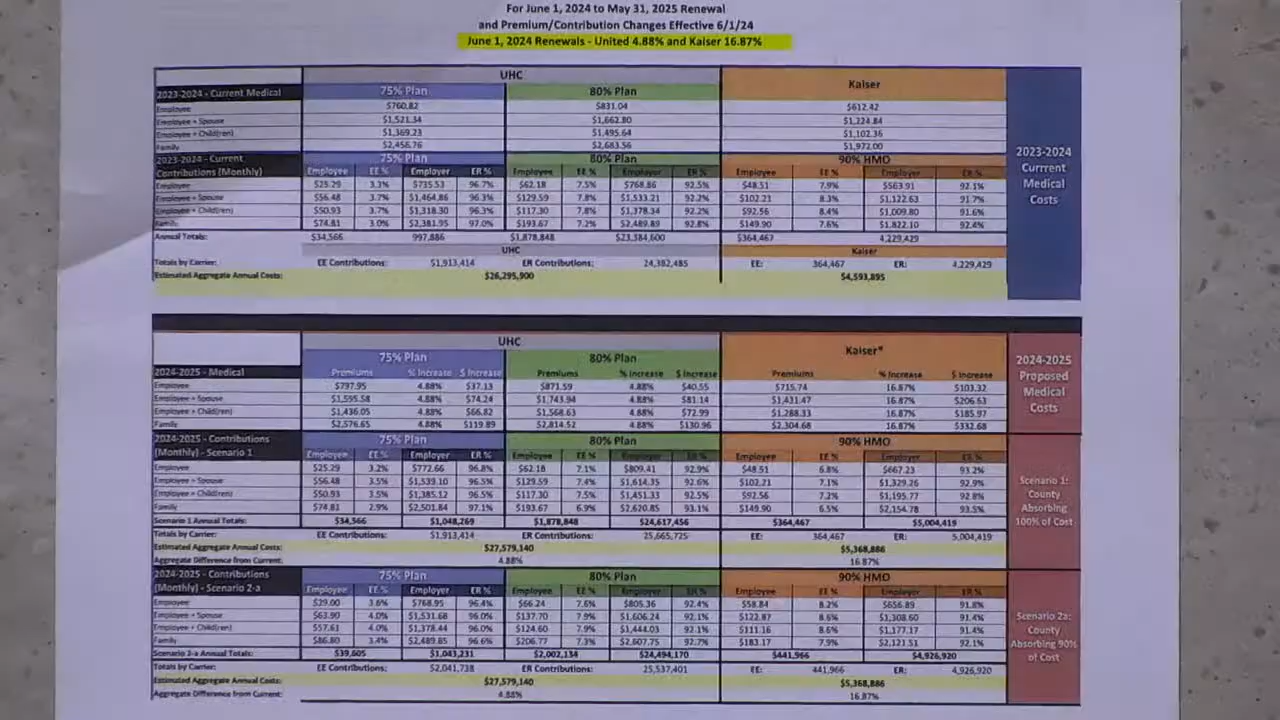 For June 1, 2024 to May 31, 2025 Renewal
and Premium/Contribution Changes Effective 6/1/24
June 1, 2024 Renewals - United 4.88% and Kaiser 16.87%
UHC Kaiser
2023-2024 - Current Medical 75% Plan 80% Plan
Employee $760.82 $831.04 $612.42
Employee + Spouse $1,521.34 $1,662.80 $1,224.84
Employee + Child(ren) $1,369.23 $1,495.64 $1,102.36
Family $2,456.76 $2,683.56 $1,972.00
2023-2024 - Current 75% Plan 80% Plan 90% HMO
Contributions (Monthly) Employee EE % Employer ER % Employee EE % Employer ER % Employee EE % Employer ER %
Employee $25.29 3.3% $735.53 96.7% $62.18 7.5% $768.86 92.5% $48.51 7.9% $563.91 92.1%
Employee + Spouse $56.48 3.7% $1,464.86 96.3% $129.59 7.8% $1,533.21 92.2% $102.21 8.3% $1,122.63 91.7%
Employee + Child(ren) $50.93 3.7% $1,318.30 96.3% $117.30 7.8% $1,378.34 92.2% $92.56 8.4% $1,009.80 91.6%
Family $74.81 3.0% $2,381.95 97.0% $193.67 7.2% $2,489.89 92.8% $149.90 7.6% $1,822.10 92.4%
Annual Totals: $34,566 997,886 $1,878,848 $23,384,600 $364,467 4,229,429
UHC Kaiser
Totals by Carrier: EE Contributions: $1,913,414 ER Contributions: 24,382,485 EE: 364,467 ER: 4,229,429
Estimated Aggregate Annual Costs: $26,295,900 $4,593,895
2023-2024
Currrent
Medical
Costs
UHC Kaiser*
75% Plan 80% Plan
2024-2025 - Medical Premiums % Increase $ Increase Premiums % Increase $ Increase Premiums % Increase $ Increase
Employee $797.95 4.88% $37.13 $871.59 4.88% $40.55 $715.74 16.87% $103.32
Employee + Spouse $1,595.58 4.88% $74.24 $1,743.94 4.88% $81.14 $1,431.47 16.87% $206.63
Employee + Child(ren) $1,436.05 4.88% $66.82 $1,568.63 4.88% $72.99 $1,288.33 16.87% $185.97
Family $2,576.65 4.88% $119.89 $2,814.52 4.88% $130.96 $2,304.68 16.87% $332.68
2024-2025
Proposed
Medical
Costs
2024-2025 - Contributions 75% Plan 80% Plan 90% HMO
(Monthly) - Scenario 1 Employee EE % Employer ER % Employee EE % Employer ER % Employee EE % Employer ER %
Employee $25.29 3.2% $772.66 96.8% $62.18 7.1% $809.41 92.9% $48.51 6.8% $667.23 93.2%
Employee + Spouse $56.48 3.5% $1,539.10 96.5% $129.59 7.4% $1,614.35 92.6% $102.21 7.1% $1,329.26 92.9%
Employee + Child(ren) $50.93 3.5% $1,385.12 96.5% $117.30 7.5% $1,451.33 92.5% $92.56 7.2% $1,195.77 92.8%
Family $74.81 2.9% $2,501.84 97.1% $193.67 6.9% $2,620.85 93.1% $149.90 6.5% $2,154.78 93.5%
Scenario 1 Annual Totals: $34,566 $1,048,269 $1,878,848 $24,617,456 $364,467 $5,004,419
Totals by Carrier: EE Contributions: $1,913,414 ER Contributions: 25,665,725 EE: 364,467 ER: 5,004,419
Estimated Aggregate Annual Costs: $27,579,140 $5,368,886
Aggregate Difference from Current: 4.88% 16.87%
Scenario 1:
County
Absorbing
100% of Cost
2024-2025 - Contributions 75% Plan 80% Plan 90% HMO
(Monthly) - Scenario 2-a Employee EE % Employer ER % Employee EE % Employer ER % Employee EE % Employer ER %
Employee $29.00 3.6% $768.95 96.4% $66.24 7.6% $805.36 92.4% $58.84 8.2% $656.89 91.8%
Employee + Spouse $63.90 4.0% $1,531.68 96.0% $137.70 7.9% $1,606.24 92.1% $122.87 8.6% $1,308.60 91.4%
Employee + Child(ren) $57.61 4.0% $1,378.44 96.0% $124.60 7.9% $1,444.03 92.1% $111.16 8.6% $1,177.17 91.4%
Family $86.80 3.4% $2,489.85 96.6% $206.77 7.3% $2,607.75 92.7% $183.17 7.9% $2,121.51 92.1%
Scenario 2-a Annual Totals: $39,605 $1,043,231 $2,002,134 $24,494,170 $441,966 $4,926,920
Totals by Carrier: EE Contributions: $2,041,738 ER Contributions: 25,537,401 EE: 441,966 ER: 4,926,920
Estimated Aggregate Annual Costs: $27,579,140 $5,368,886
Aggregate Difference from Current: 4.88% 16.87%
Scenario 2a:
County
Absorbing 90%
of Cost